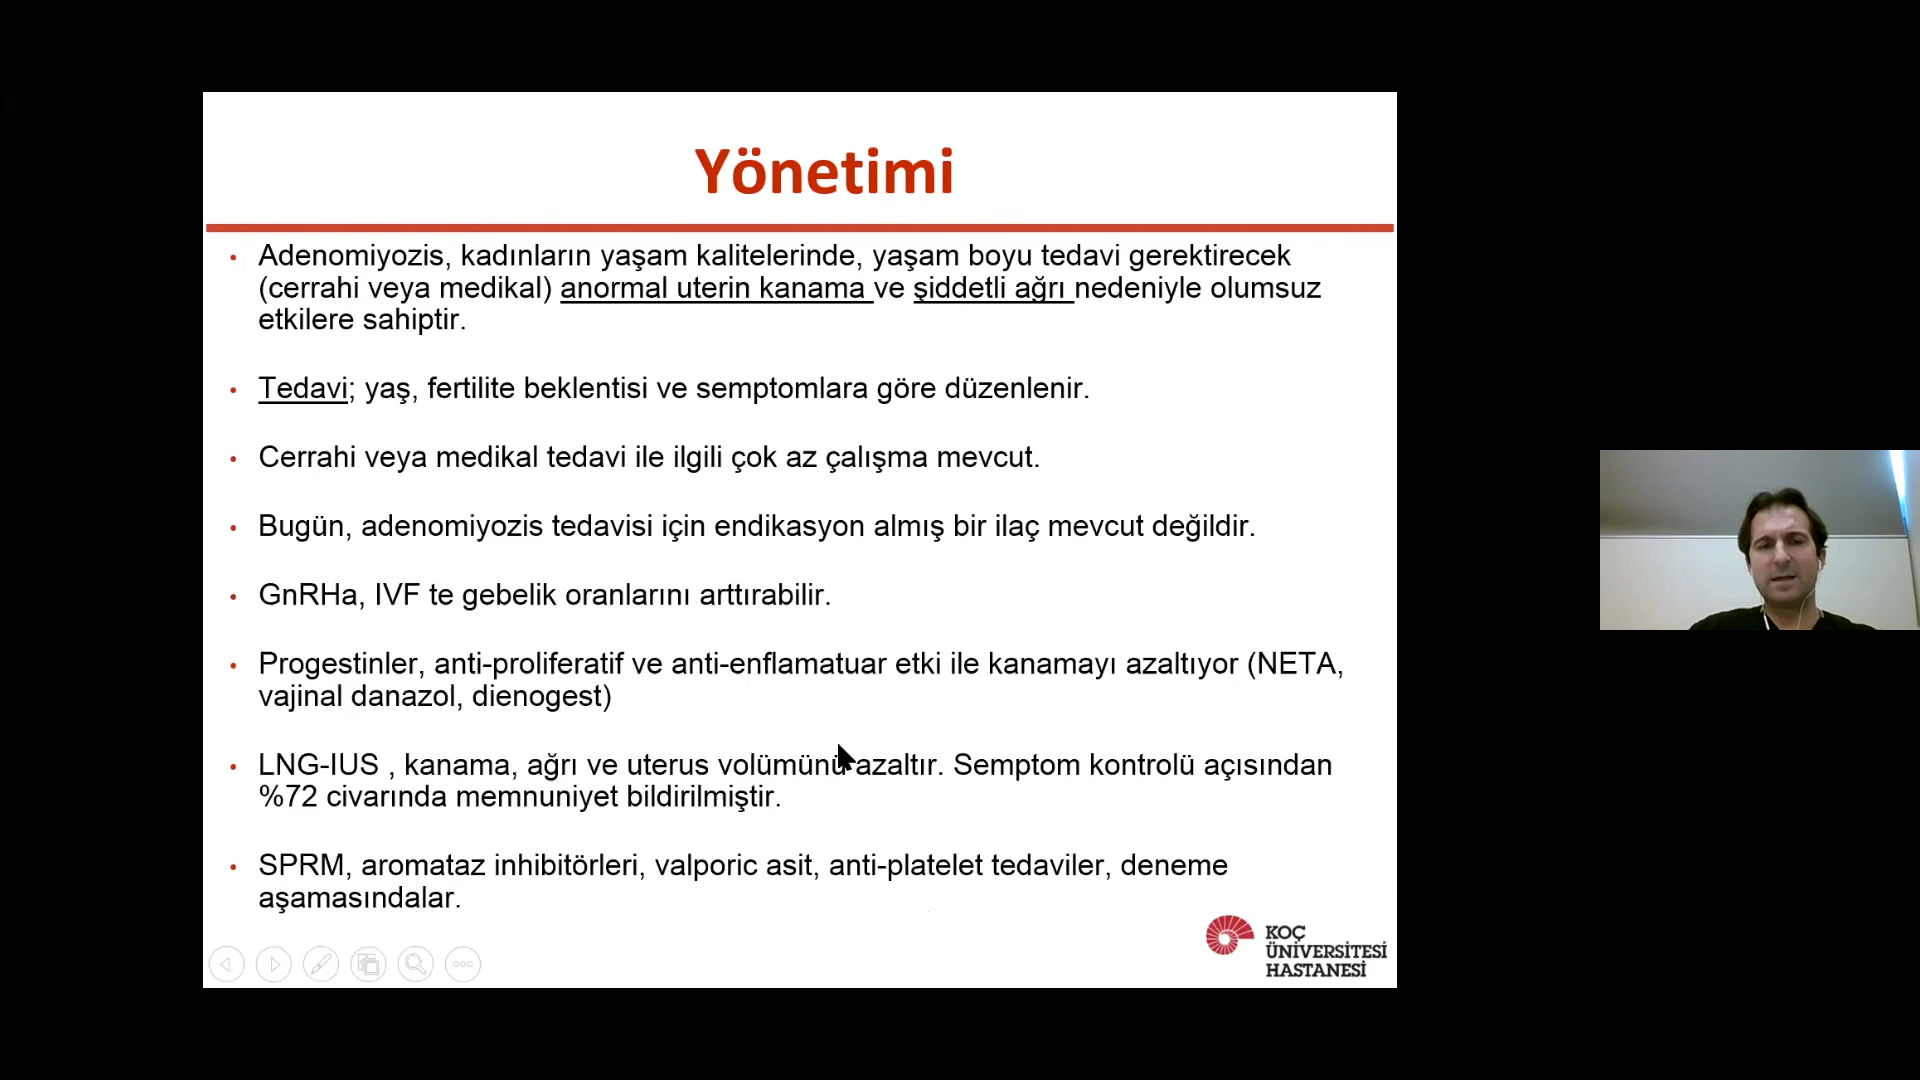 Yönetimi
Adenomiyozis, kadınların yaşam kalitelerinde, yaşam boyu tedavi gerektirecek
(cerrahi veya medikal) anormal uterin kanama ve şiddetli ağrı nedeniyle olumsuz
etkilere sahiptir.
Tedavi; yaş, fertilite beklentisi ve semptomlara göre düzenlenir.
Cerrahi veya medikal tedavi ile ilgili çok az çalışma mevcut.
Bugün, adenomiyozis tedavisi için endikasyon almış bir ilaç mevcut değildir.
GnRHa, IVF te gebelik oranlarını arttırabilir.
Progestinler, anti-proliferatif ve anti-enflamatuar etki ile kanamayı azaltıyor (NETA,
vajinal danazol, dienogest)
LNG-IUS , kanama, ağrı ve uterus volümünü azaltır. Semptom kontrolü açısından
%72 civarında memnuniyet bildirilmiştir.
SPRM, aromataz inhibitörleri, valporic asit, anti-platelet tedaviler, deneme
aşamasındalar.
KOÇ
ÜNİVERSİTESİ
HASTANESİ